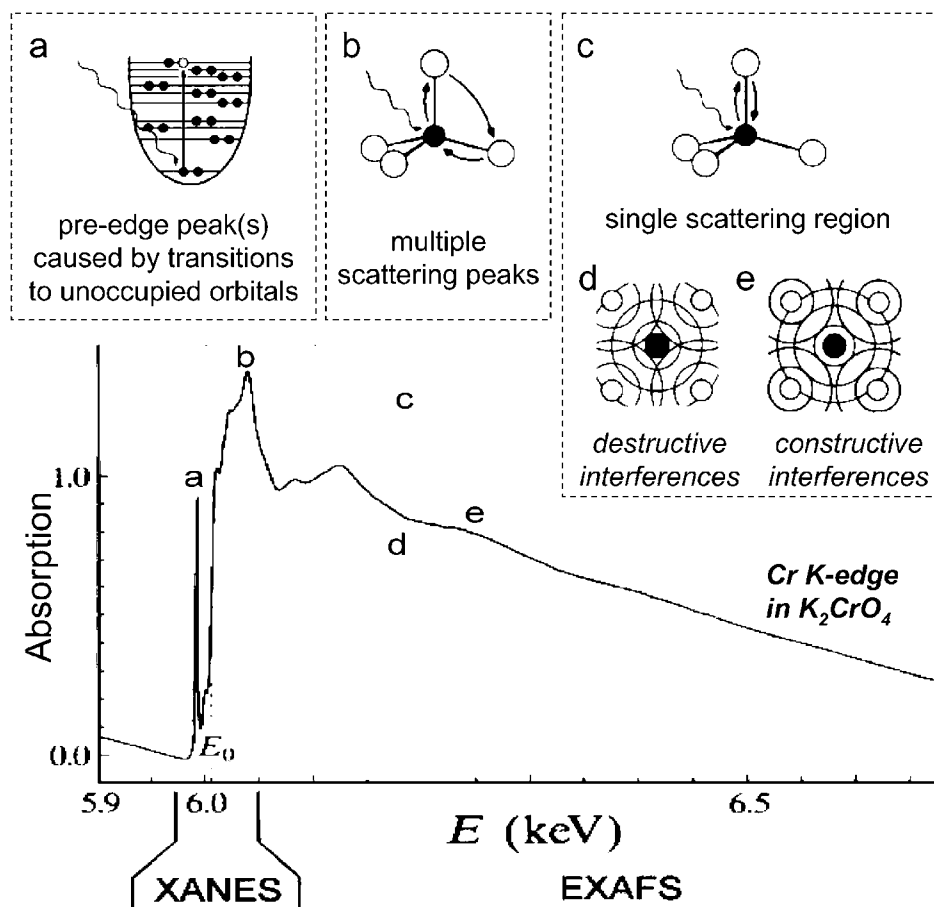 a
pre-edge peak(s)
caused by transitions
to unoccupied orbitals
b
multiple
scattering peaks
c
single scattering region
d
destructive
interferences
e
constructive
interferences
b
c
a
e
d
1.0
0.0
Absorption
E₀
Cr K-edge
in K₂CrO₄
5.9
6.0
6.5
E (keV)
XANES
EXAFS